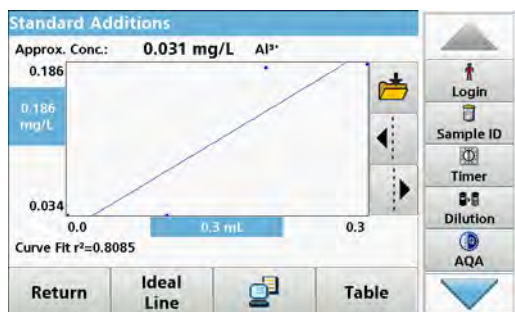 Standard Additions
Approx. Conc.: 0.031 mg/L Al³⁺
0.186
0.186
mg/L
0.034
0.0 0.3 mL 0.3
Curve Fit r²=0.8085
Return
Ideal
Line
Table
Login
Sample ID
Timer
Dilution
AQA